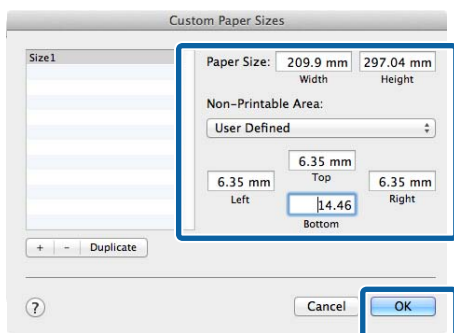 Custom Paper Sizes
Size1
Paper Size: 209.9 mm 297.04 mm
Width Height
Non-Printable Area:
User Defined
6.35 mm
Top
6.35 mm 6.35 mm
Left Right
14.46
Bottom
+ - Duplicate
? Cancel OK